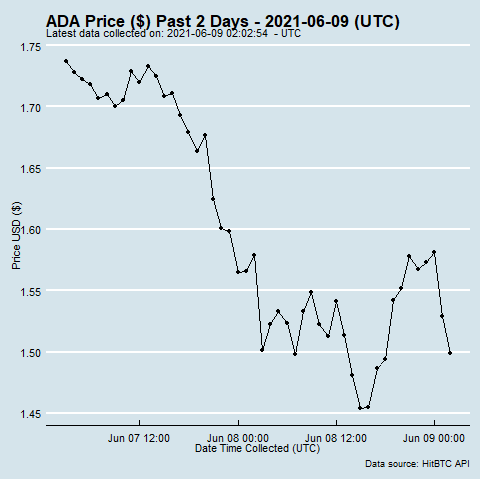 ADA Price ($) Past 2 Days - 2021-06-09 (UTC)
Latest data collected on: 2021-06-09 02:02:54 - UTC
1.75
1.70
1.65
1.60
1.55
1.50
1.45
Price USD ($)
Jun 07 12:00 Jun 08 00:00 Jun 08 12:00 Jun 09 00:00
Date Time Collected (UTC)
Data source: HitBTC API